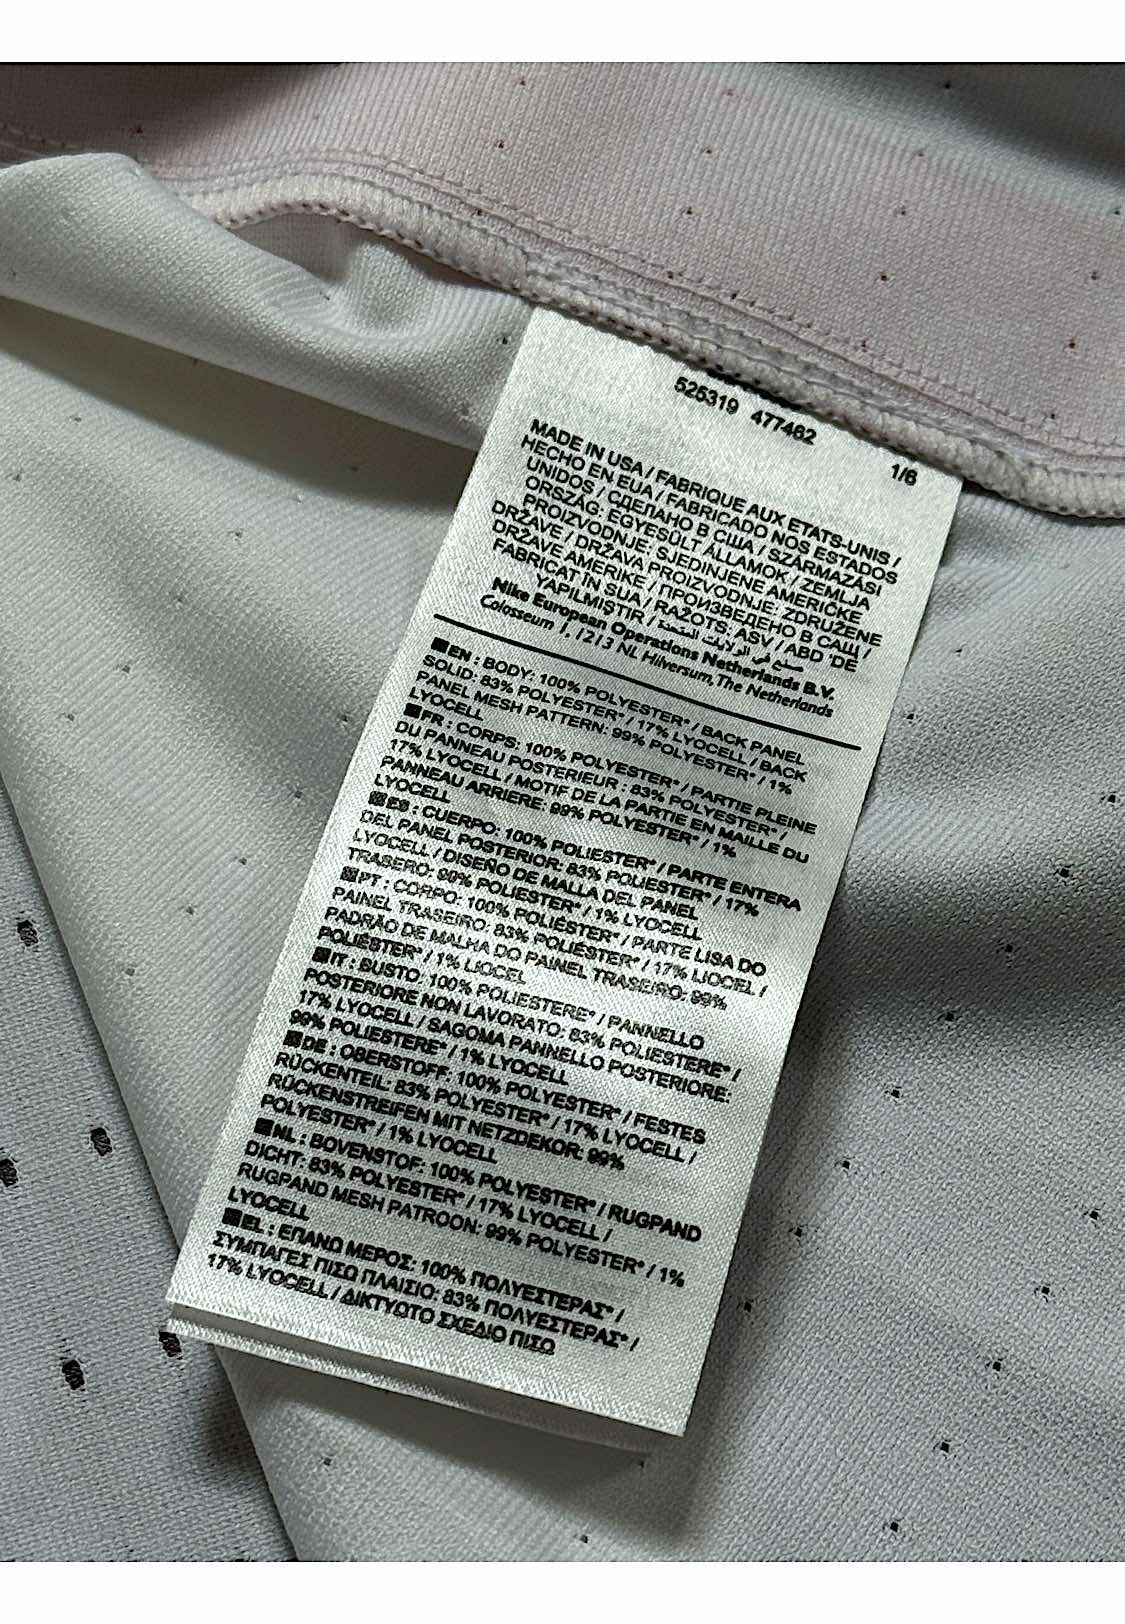 525319 477462
1/6
MADE IN USA / FABRIQUE AUX ETATS-UNIS /
HECHO EN EUA / FABRICADO NOS ESTADOS
UNIDOS / СДЕЛАНО В США / SZÁRMAZÁSI
ORSZÁG: EGYESÜLT ÁLLAMOK / ZEMLJA
PROIZVODNJE: SJEDINJENE AMERIČKE
DRŽAVE / DRŽAVA PROIZVODNJE: ZDRUŽENE
DRŽAVE AMERIKE / ПРОИЗВЕДЕНО В САЩ /
FABRICAT ÎN SUA / RAŽOTS: ASV / ABD 'DE
YAPILMIŞTIR / صنع في الولايات المتحدة
Nike European Operations Netherlands B.V.
Colosseum 1, 1213 NL Hilversum, The Netherlands
EN : BODY: 100% POLYESTER* / BACK PANEL
SOLID: 83% POLYESTER* / 17% LYOCELL / BACK
PANEL MESH PATTERN: 99% POLYESTER* / 1%
LYOCELL
FR : CORPS: 100% POLYESTER* / PARTIE PLEINE
DU PANNEAU POSTERIEUR : 83% POLYESTER* /
17% LYOCELL / MOTIF DE LA PARTIE EN MAILLE DU
PANNEAU ARRIERE: 99% POLYESTER* / 1%
LYOCELL
ES : CUERPO: 100% POLIESTER* / PARTE ENTERA
DEL PANEL POSTERIOR: 83% POLIESTER* / 17%
LYOCELL / DISEÑO DE MALLA DEL PANEL
TRASERO: 99% POLIESTER* / 1% LYOCELL
PT : CORPO: 100% POLIÉSTER* / PARTE LISA DO
PAINEL TRASEIRO: 83% POLIÉSTER* / 17% LIOCEL /
PADRÃO DE MALHA DO PAINEL TRASEIRO: 99%
POLIÉSTER* / 1% LIOCEL
IT : BUSTO: 100% POLIESTERE* / PANNELLO
POSTERIORE NON LAVORATO: 83% POLIESTERE* /
17% LYOCELL / SAGOMA PANNELLO POSTERIORE:
99% POLIESTERE* / 1% LYOCELL
DE : OBERSTOFF: 100% POLYESTER* / FESTES
RÜCKENTEIL: 83% POLYESTER* / 17% LYOCELL /
RÜCKENSTREIFEN MIT NETZDEKOR: 99%
POLYESTER* / 1% LYOCELL
NL : BOVENSTOF: 100% POLYESTER* / RUGPAND
DICHT: 83% POLYESTER* / 17% LYOCELL /
RUGPAND MESH PATROON: 99% POLYESTER* / 1%
LYOCELL
EL : ΕΠΑΝΩ ΜΕΡΟΣ: 100% ΠΟΛΥΕΣΤΕΡΑΣ* /
ΣΥΜΠΑΓΕΣ ΠΙΣΩ ΠΛΑΙΣΙΟ: 83% ΠΟΛΥΕΣΤΕΡΑΣ* /
17% LYOCELL / ΔΙΚΤΥΩΤΟ ΣΧΕΔΙΟ ΠΙΣΩ